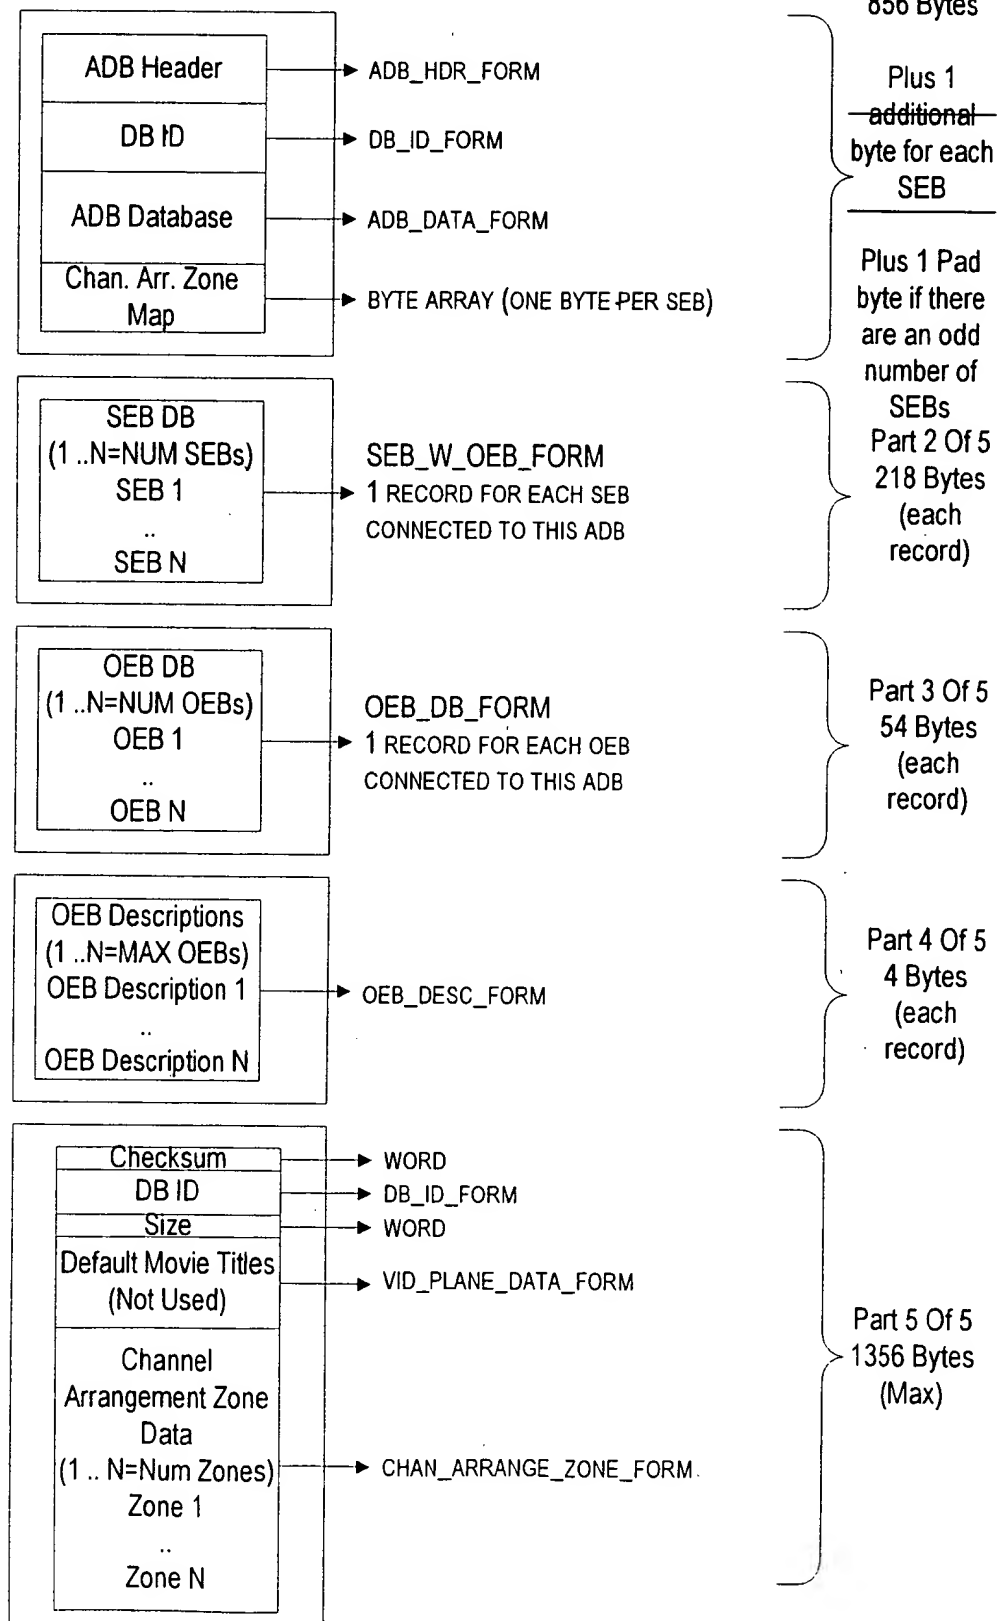 856 Bytes
ADB Header
ADB_HDR_FORM
Plus 1
additional
byte for each
SEB
DB ID
DB_ID_FORM
ADB Database
ADB_DATA_FORM
Chan. Arr. Zone
Map
BYTE ARRAY (ONE BYTE PER SEB)
Plus 1 Pad
byte if there
are an odd
number of
SEBs
SEB DB
(1 ..N=NUM SEBs)
SEB 1
..
SEB N
SEB_W_OEB_FORM
1 RECORD FOR EACH SEB
CONNECTED TO THIS ADB
Part 2 Of 5
218 Bytes
(each
record)
OEB DB
(1 ..N=NUM OEBs)
OEB 1
..
OEB N
OEB_DB_FORM
1 RECORD FOR EACH OEB
CONNECTED TO THIS ADB
Part 3 Of 5
54 Bytes
(each
record)
OEB Descriptions
(1 ..N=MAX OEBs)
OEB Description 1
..
OEB Description N
OEB_DESC_FORM
Part 4 Of 5
4 Bytes
(each
record)
Checksum
WORD
DB ID
DB_ID_FORM
Size
WORD
Default Movie Titles
(Not Used)
VID_PLANE_DATA_FORM
Channel
Arrangement Zone
Data
(1 .. N=Num Zones)
Zone 1
..
Zone N
CHAN_ARRANGE_ZONE_FORM
Part 5 Of 5
1356 Bytes
(Max)